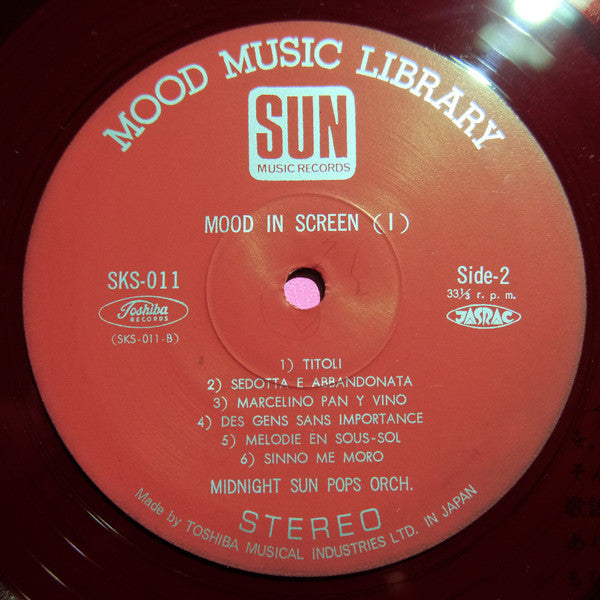 MOOD MUSIC LIBRARY
SUN
MUSIC RECORDS
MOOD IN SCREEN (I)
SKS-011
Side-2
33⅓ r. p. m.
Toshiba
RECORDS
JASRAC
(SKS-011-B)
1) TITOLI
2) SEDOTTA E ABBANDONATA
3) MARCELINO PAN Y VINO
4) DES GENS SANS IMPORTANCE
5) MELODIE EN SOUS-SOL
6) SINNO ME MORO
MIDNIGHT SUN POPS ORCH.
STEREO
Made by TOSHIBA MUSICAL INDUSTRIES LTD. IN JAPAN